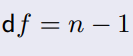 df = n − 1